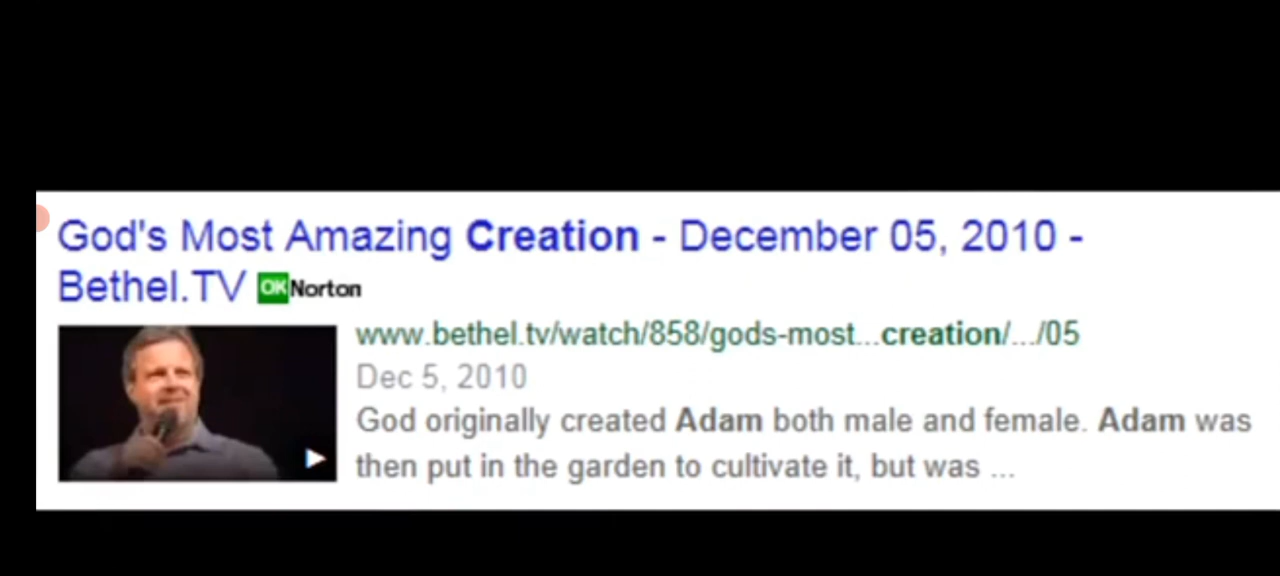 God's Most Amazing Creation - December 05, 2010 -
Bethel.TV OK Norton
www.bethel.tv/watch/858/gods-most...creation/.../05
Dec 5, 2010
God originally created Adam both male and female. Adam was
then put in the garden to cultivate it, but was ...